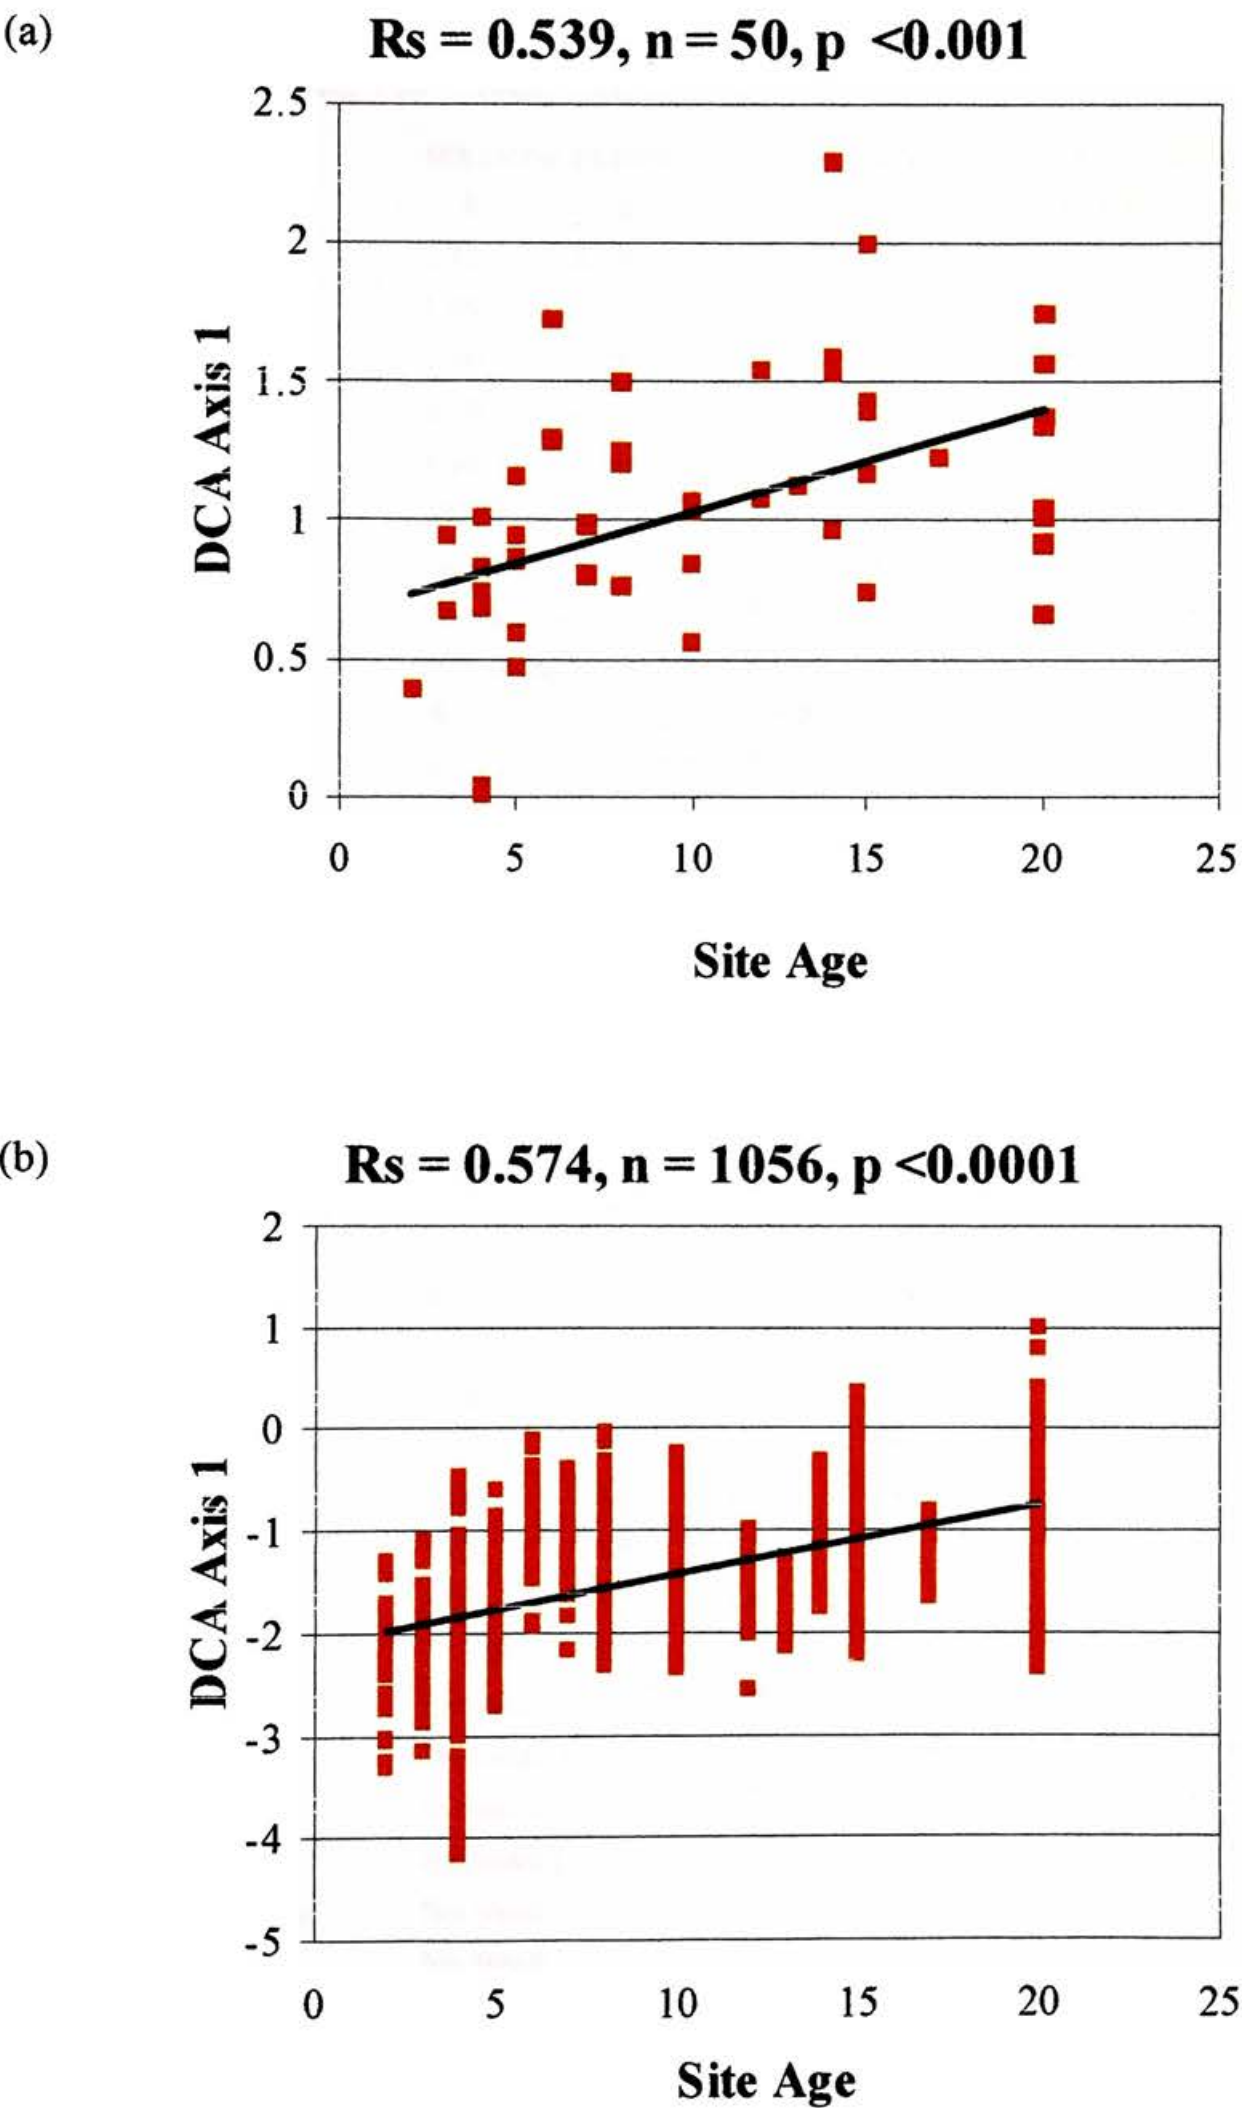 (a)
Rs = 0.539, n = 50, p <0.001
2.5
2
1.5
1
0.5
0
DCA Axis 1
0 5 10 15 20 25
Site Age
(b)
Rs = 0.574, n = 1056, p <0.0001
2
1
0
-1
-2
-3
-4
-5
DCA Axis 1
0 5 10 15 20 25
Site Age